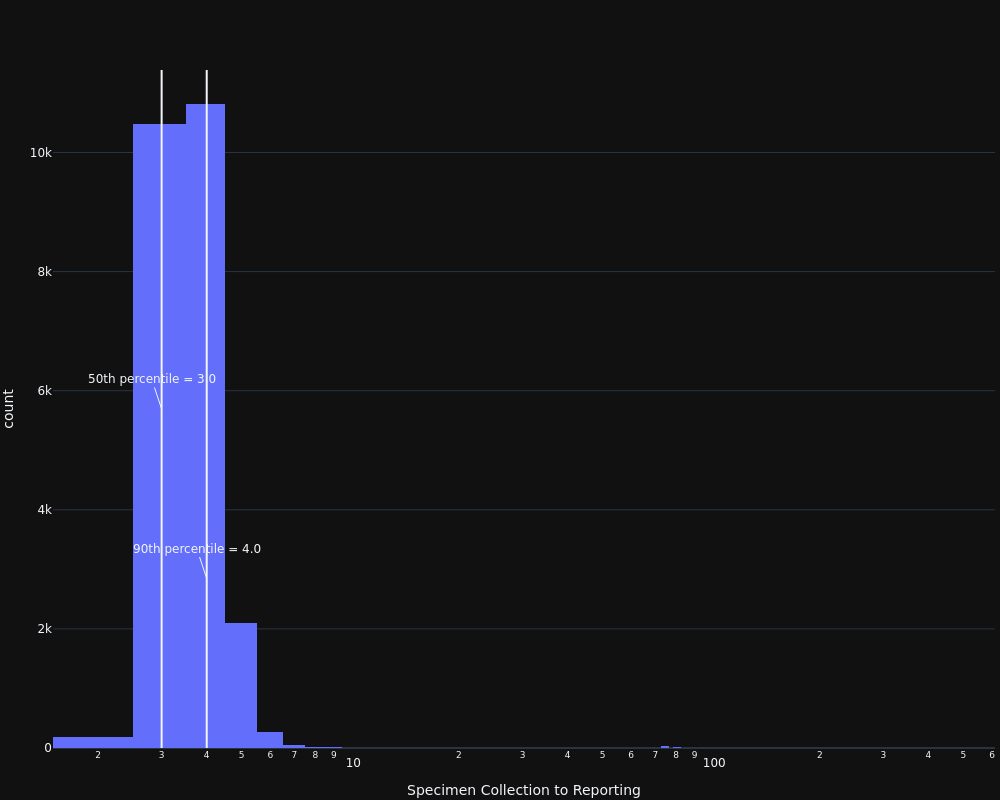 10k
8k
6k
4k
2k
0
count
50th percentile = 3.0
90th percentile = 4.0
2 3 4 5 6 7 8 9 10 2 3 4 5 6 7 8 9 100 2 3 4 5 6
Specimen Collection to Reporting